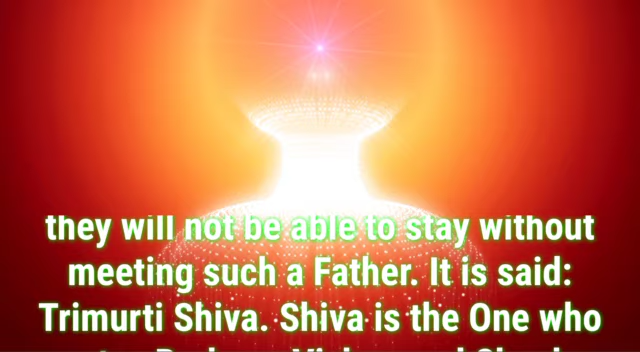 they will not be able to stay without
meeting such a Father. It is said:
Trimurti Shiva. Shiva is the One who